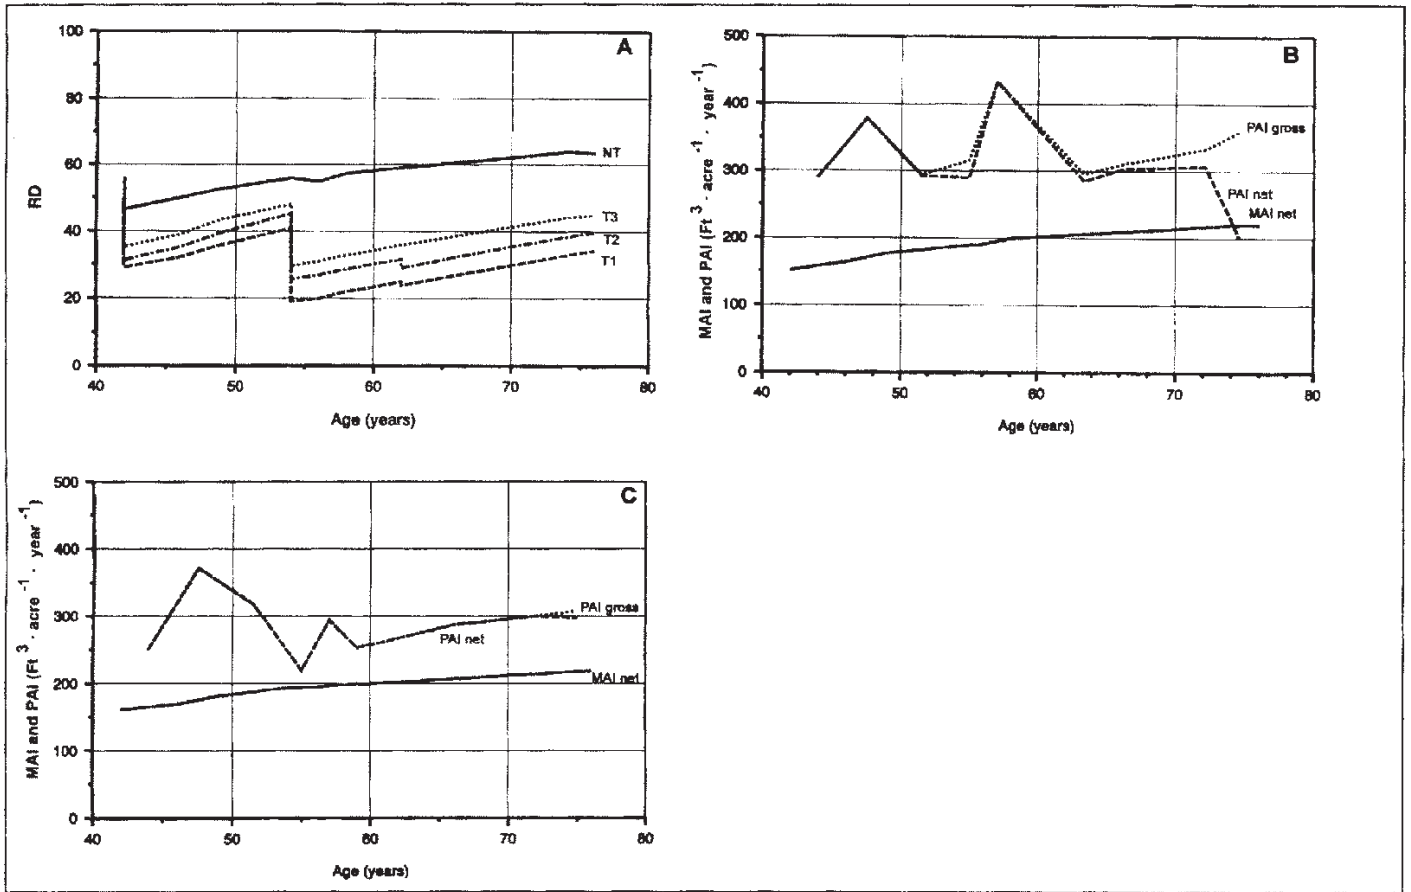 A
100
80
60
40
20
0
RD
NT
T3
T2
T1
40 50 60 70 80
Age (years)
B
500
400
300
200
100
0
MAI and PAI (Ft 3 · acre -1 · year -1)
PAI gross
PAI net
MAI net
40 50 60 70 80
Age (years)
C
500
400
300
200
100
0
MAI and PAI (Ft 3 · acre -1 · year -1)
PAI gross
PAI net
MAI net
40 50 60 70 80
Age (years)